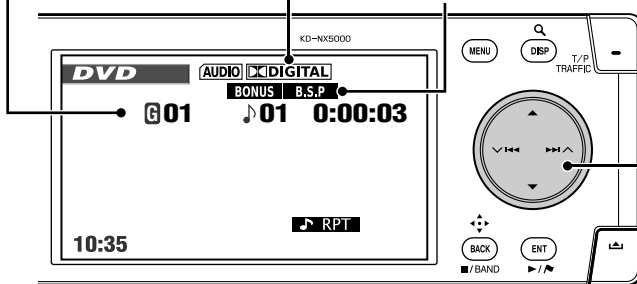 KD-NX5000
MENU
DISP
T/P
TRAFFIC
DVD AUDIO DIGITAL
BONUS B.S.P
G01 ♪01 0:00:03
♪ RPT
10:35
BACK
ENT
■/BAND
►/⚑